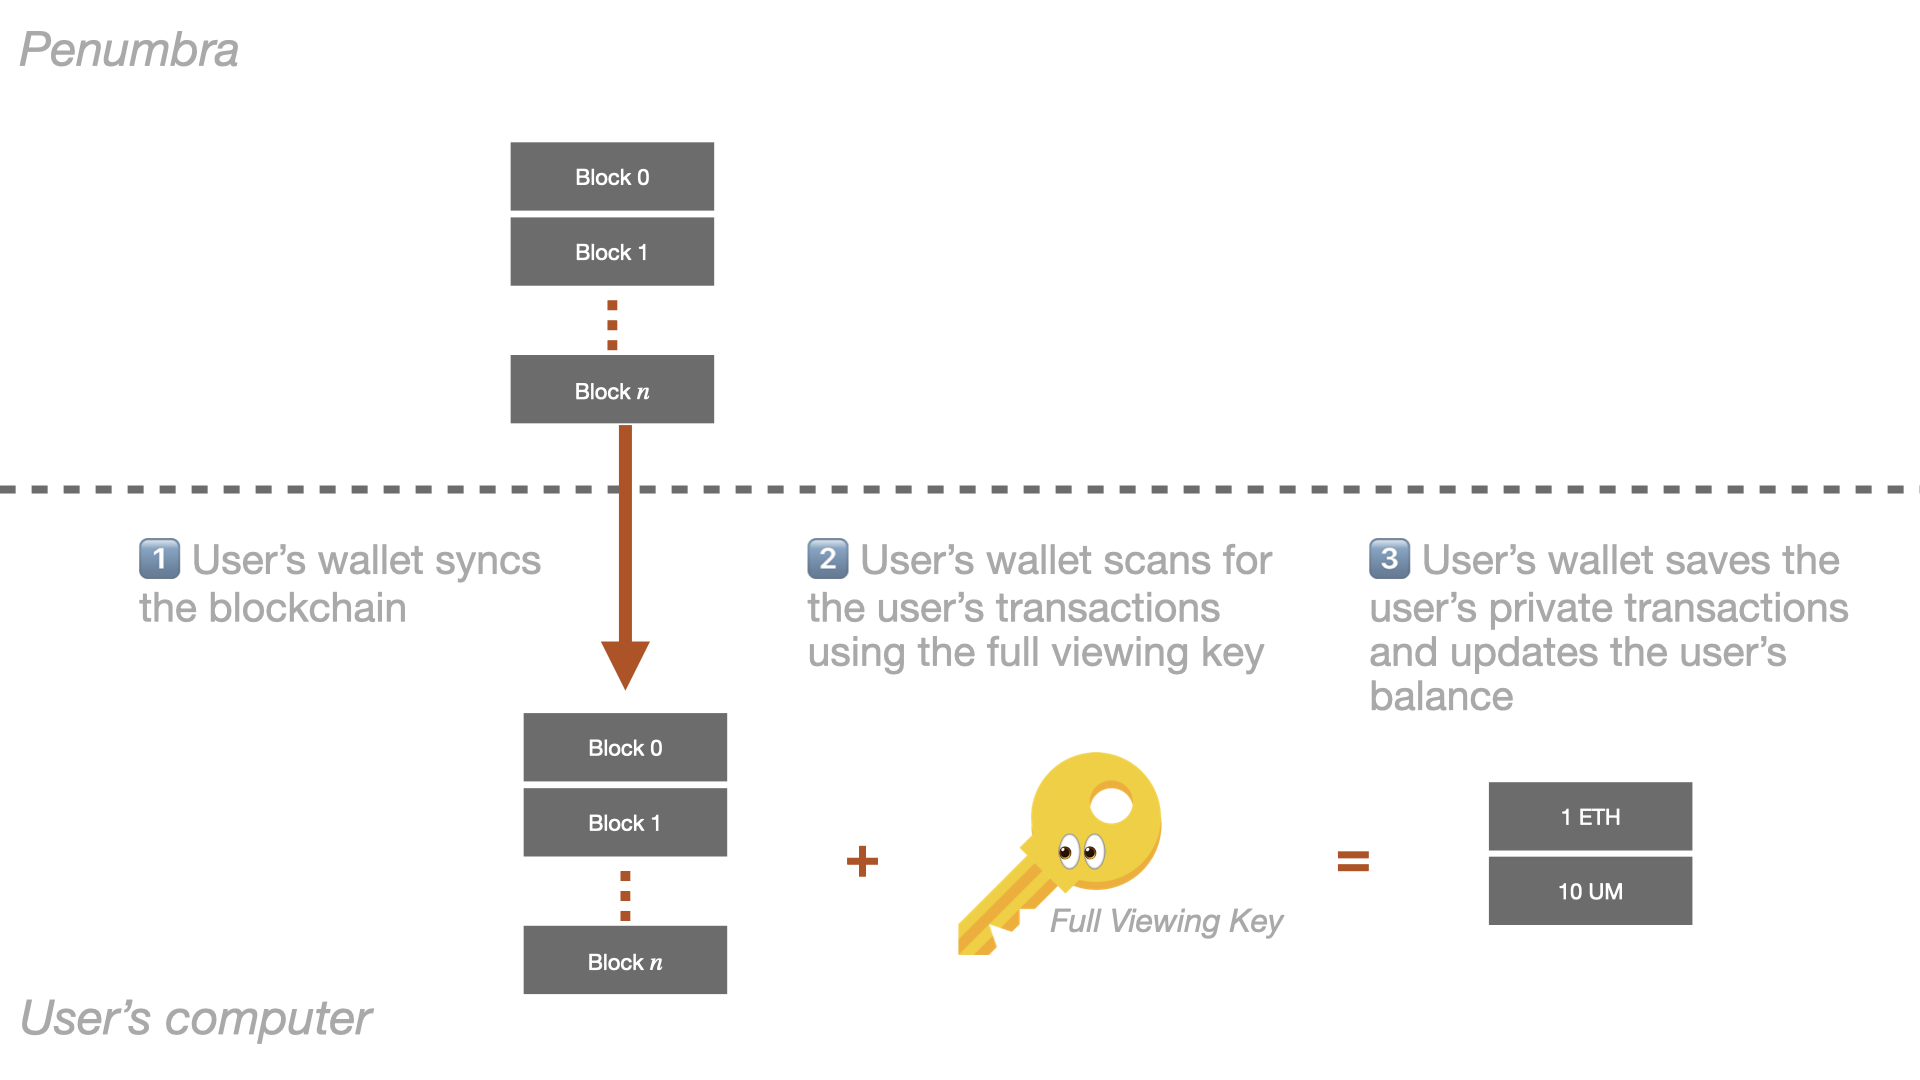 Penumbra
Block 0
Block 1
Block n
1 User’s wallet syncs
the blockchain
2 User’s wallet scans for
the user’s transactions
using the full viewing key
3 User’s wallet saves the
user’s private transactions
and updates the user’s
balance
Block 0
Block 1
Block n
+
Full Viewing Key
=
1 ETH
10 UM
User’s computer